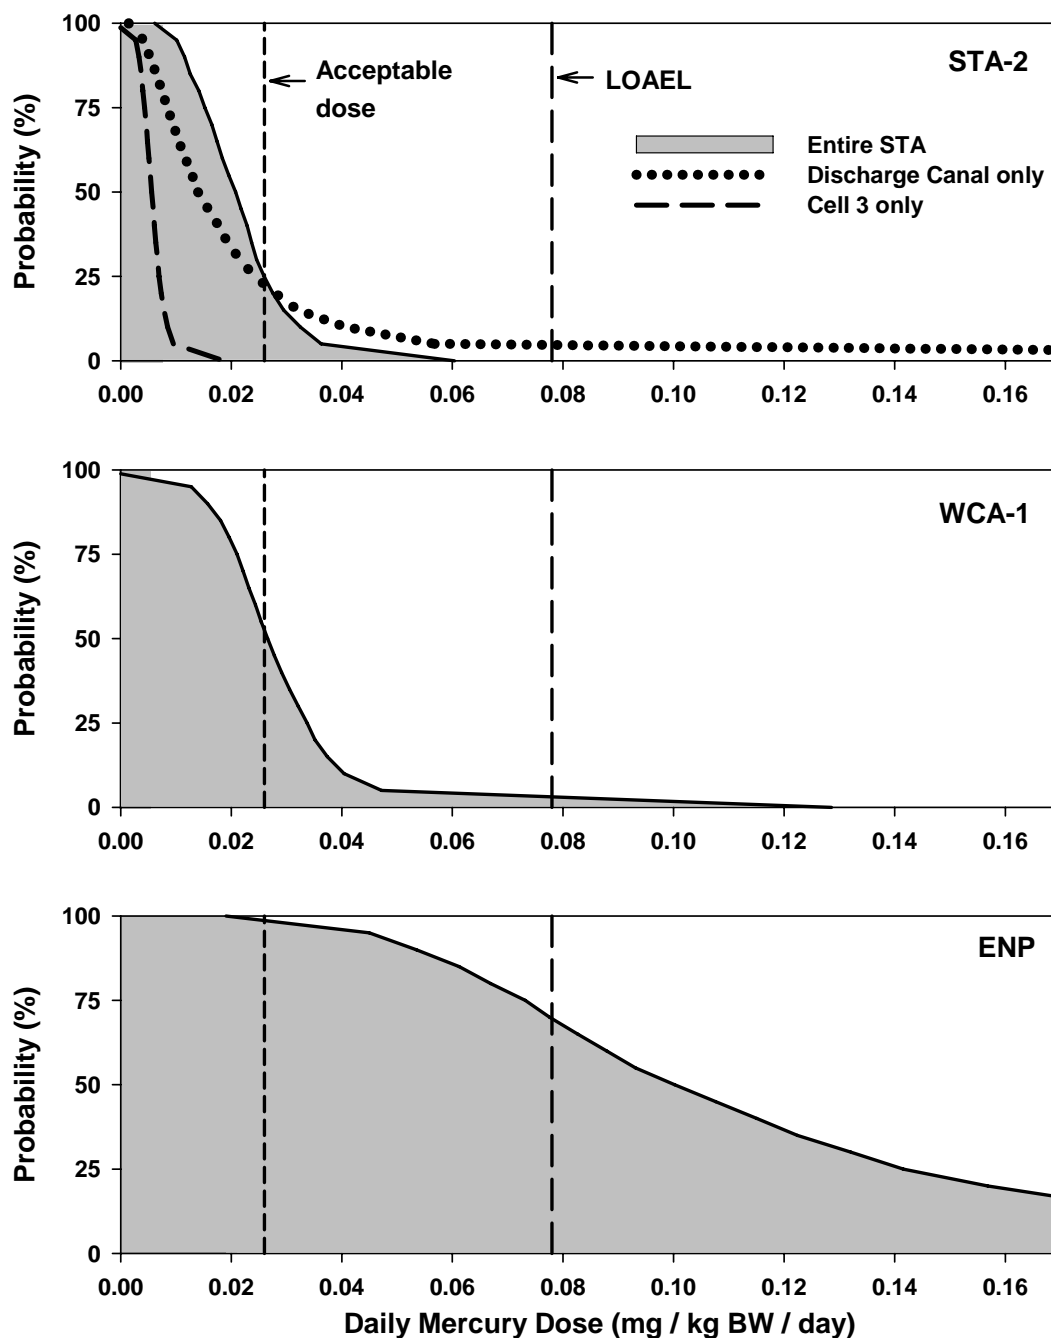 100
75
50
25
0
Probability (%)
STA-2
Acceptable
dose
LOAEL
Entire STA
Discharge Canal only
Cell 3 only
0.00 0.02 0.04 0.06 0.08 0.10 0.12 0.14 0.16
100
75
50
25
0
Probability (%)
WCA-1
0.00 0.02 0.04 0.06 0.08 0.10 0.12 0.14 0.16
100
75
50
25
0
Probability (%)
ENP
0.00 0.02 0.04 0.06 0.08 0.10 0.12 0.14 0.16
Daily Mercury Dose (mg / kg BW / day)